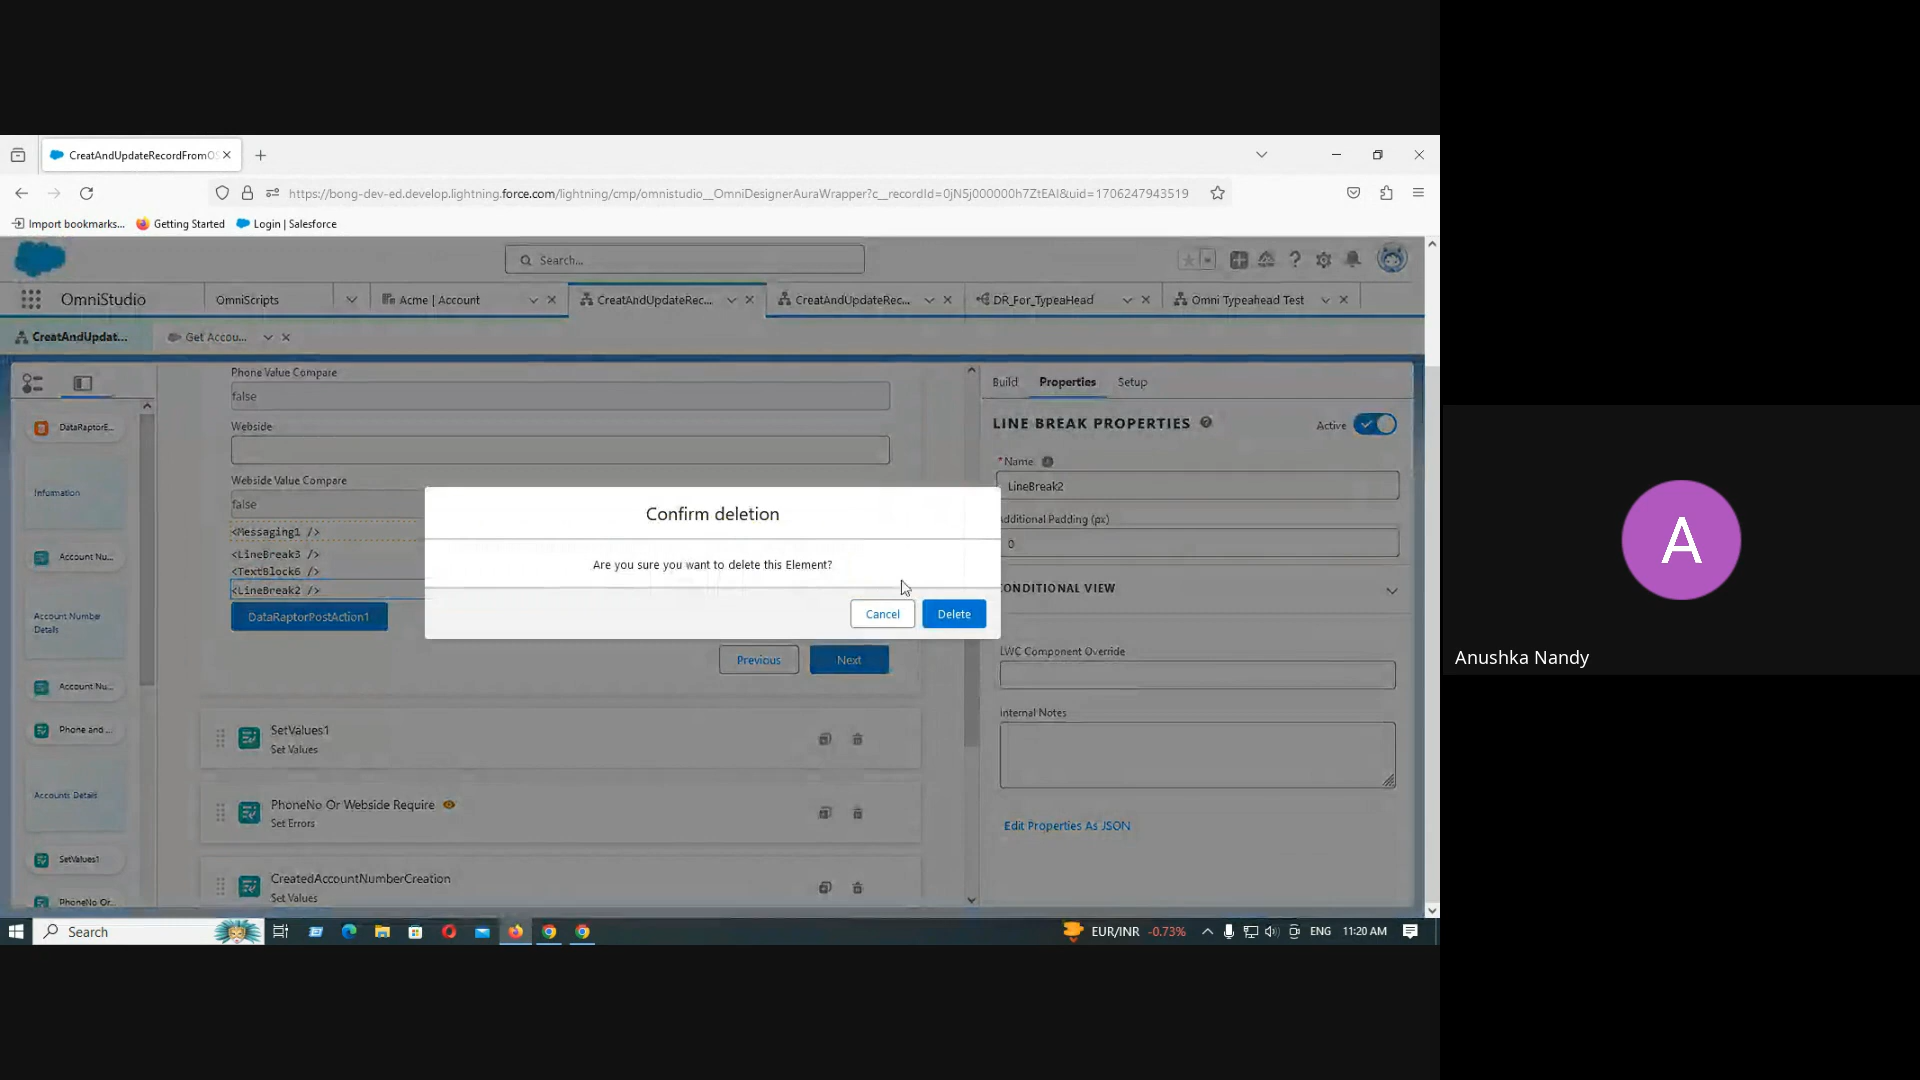 CreatAndUpdateRecordFromOS
https://bong-dev-ed.develop.lightning.force.com/lightning/cmp/omnistudio__OmniDesignerAuraWrapper?c__recordId=0jN5j000000h7ZtEAI&uid=1706247943519
Import bookmarks... Getting Started Login | Salesforce
Search...
OmniStudio OmniScripts Acme | Account CreatAndUpdateRec... CreatAndUpdateRec... DR_For_TypeaHead Omni Typeahead Test
CreatAndUpdat... Get Accou...
Phone Value Compare
false
Webside
Webside Value Compare
false
<Messaging1 />
<LineBreak3 />
<TextBlock6 />
<LineBreak2 />
DataRaptorPostAction1
Previous Next
SetValues1
Set Values
PhoneNo Or Webside Require
Set Errors
CreatedAccountNumberCreation
Set Values
DataRaptorE...
Information
Account Nu...
Account Number
Details
Account Nu...
Phone and ...
Accounts Details
SetValues1
PhoneNo Or...
Confirm deletion
Are you sure you want to delete this Element?
Cancel Delete
Build Properties Setup
LINE BREAK PROPERTIES
Active
*Name
LineBreak2
Additional Padding (px)
0
CONDITIONAL VIEW
LWC Component Override
Internal Notes
Edit Properties As JSON
A
Anushka Nandy
Search
EUR/INR -0.73% ENG 11:20 AM